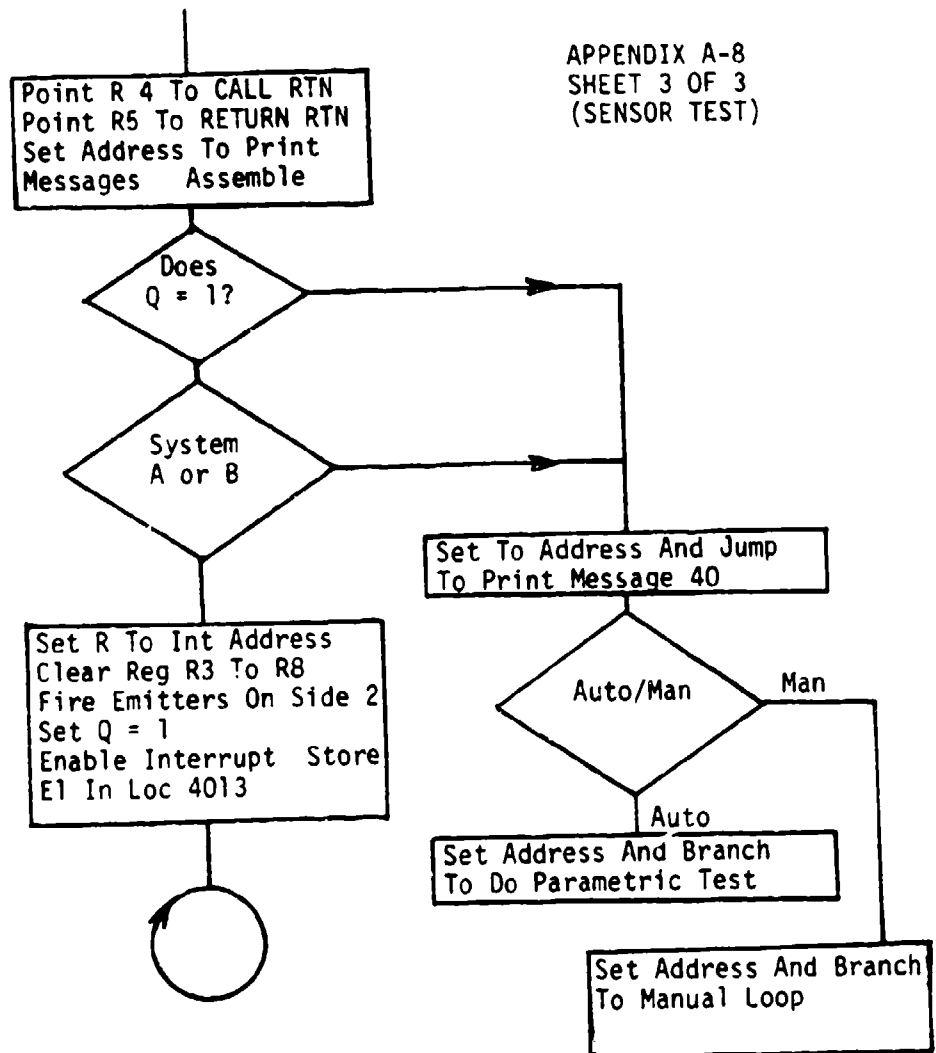 APPENDIX A-8
SHEET 3 OF 3
(SENSOR TEST)
Point R 4 To CALL RTN
Point R5 To RETURN RTN
Set Address To Print
Messages Assemble
Does
Q = 1?
System
A or B
Set R To Int Address
Clear Reg R3 To R8
Fire Emitters On Side 2
Set Q = 1
Enable Interrupt Store
E1 In Loc 4013
Set To Address And Jump
To Print Message 40
Auto/Man
Man
Auto
Set Address And Branch
To Do Parametric Test
Set Address And Branch
To Manual Loop